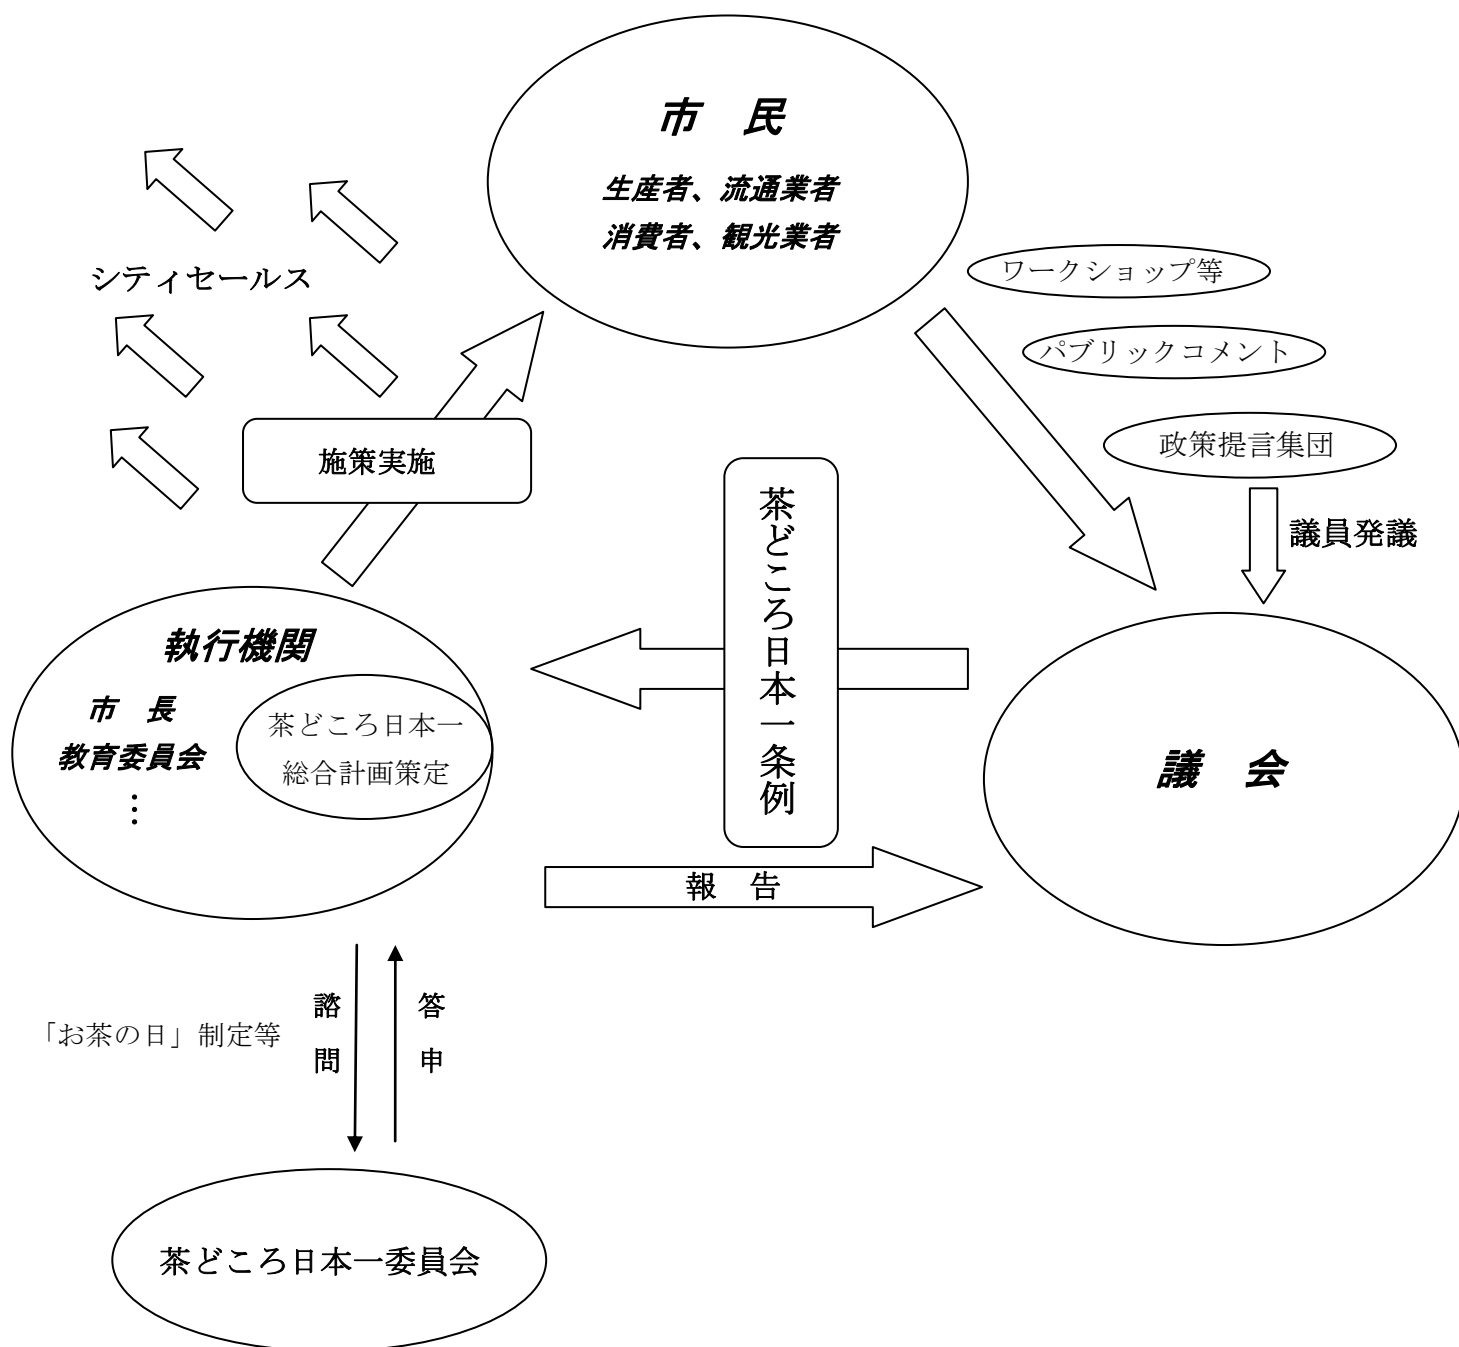 市　民
生産者、流通業者
消費者、観光業者
シティセールス
ワークショップ等
パブリックコメント
政策提言集団
議員発議
施策実施
茶どころ日本一条例
執行機関
市　長
教育委員会
⋮
茶どころ日本一
総合計画策定
議　会
報　告
「お茶の日」制定等
諮問
答申
茶どころ日本一委員会